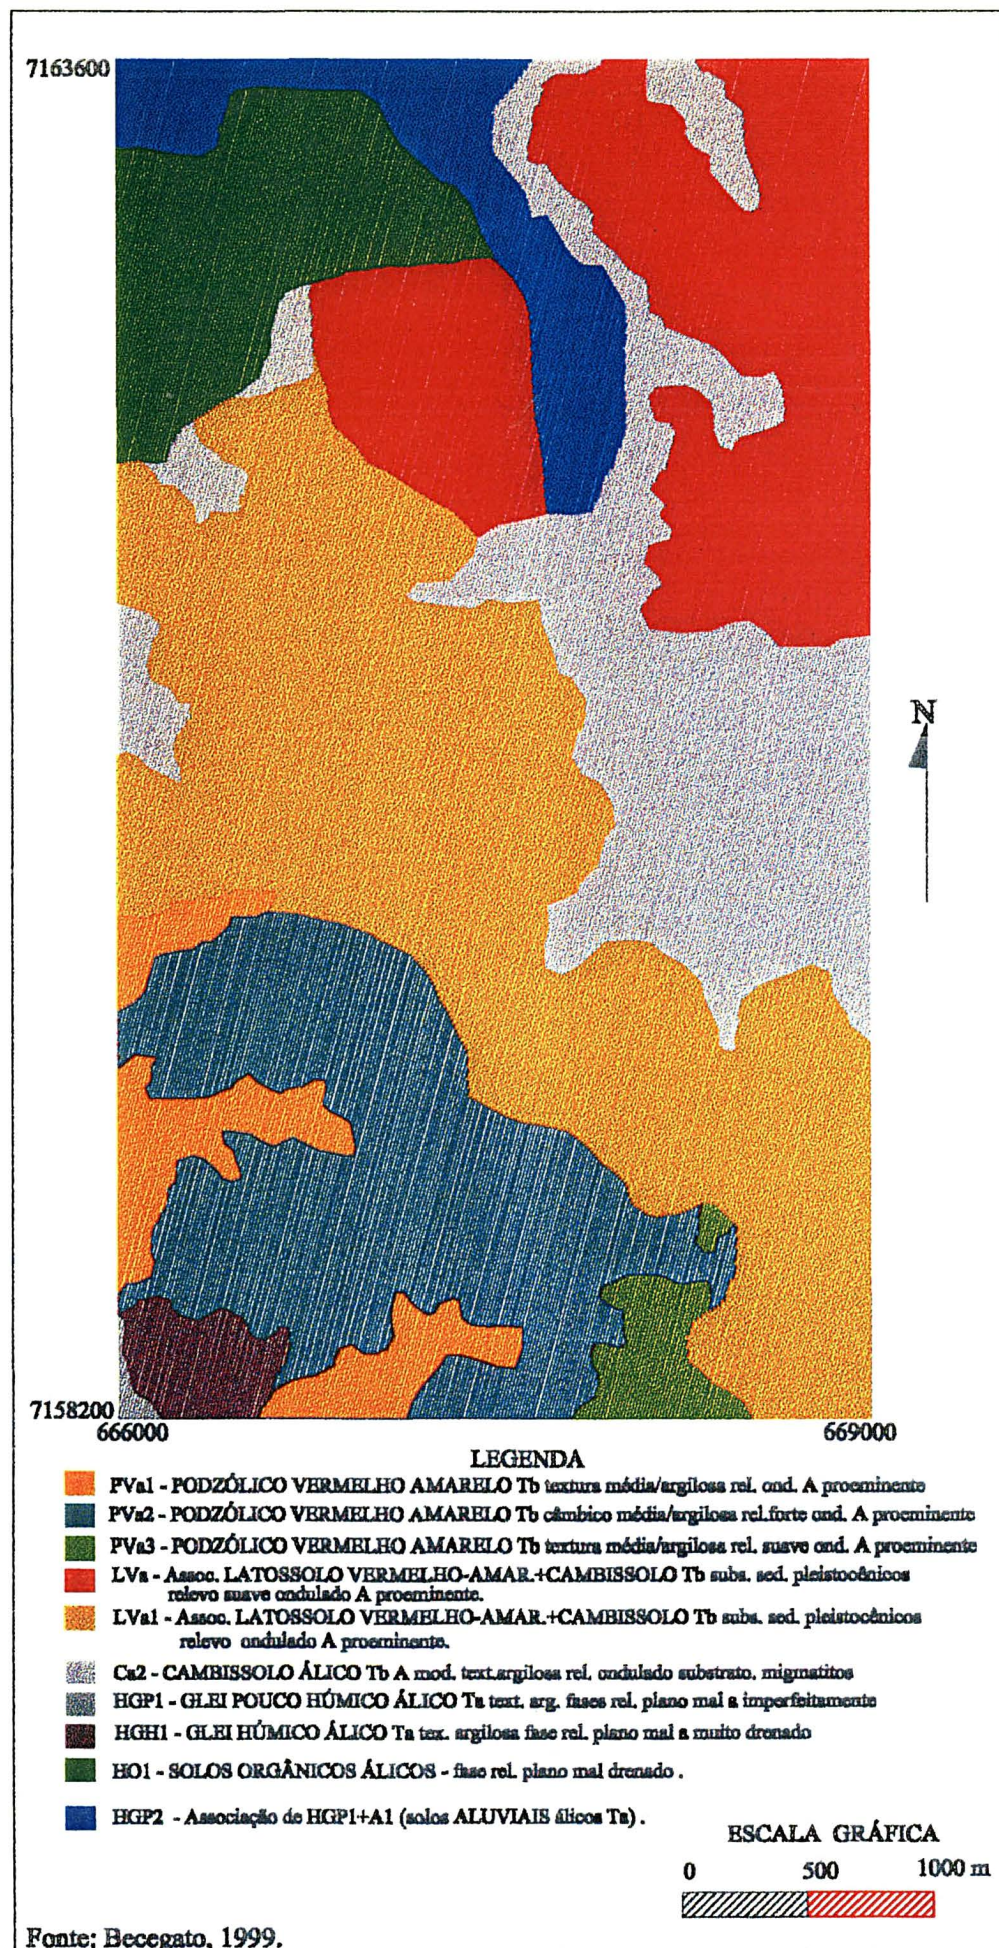 7163600
N
7158200
666000
669000
LEGENDA
PVa1 - PODZÓLICO VERMELHO AMARELO Tb textura média/argilosa rel. ond. A proeminente
PVa2 - PODZÓLICO VERMELHO AMARELO Tb câmbico média/argilosa rel.forte ond. A proeminente
PVa3 - PODZÓLICO VERMELHO AMARELO Tb textura média/argilosa rel. suave ond. A proeminente
LVa - Assoc. LATOSSOLO VERMELHO-AMAR.+CAMBISSOLO Tb subs. sed. pleistocênicos
relevo suave ondulado A proeminente.
LVa1 - Assoc. LATOSSOLO VERMELHO-AMAR.+CAMBISSOLO Tb subs. sed. pleistocênicos
relevo ondulado A proeminente.
Ca2 - CAMBISSOLO ÁLICO Tb A mod. text.argilosa rel. ondulado substrato. migmatitos
HGP1 - GLEI POUCO HÚMICO ÁLICO Ta text. arg. fases rel. plano mal a imperfeitamente
HGH1 - GLEI HÚMICO ÁLICO Ta tex. argilosa fase rel. plano mal a muito drenado
HO1 - SOLOS ORGÂNICOS ÁLICOS - fase rel. plano mal drenado .
HGP2 - Associação de HGP1+A1 (solos ALUVIAIS álicos Ta) .
ESCALA GRÁFICA
0 500 1000 m
Fonte: Becegato, 1999.